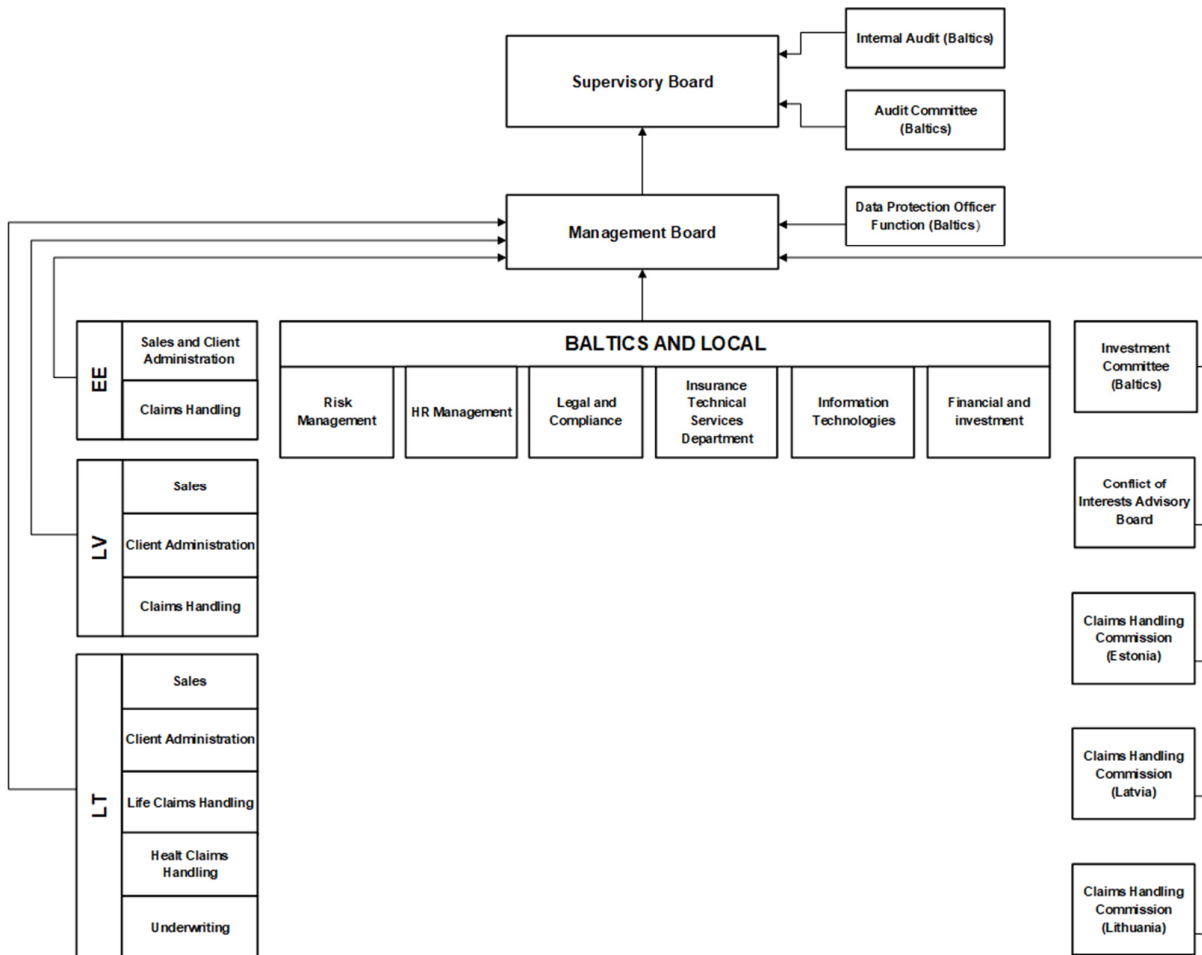 Internal Audit (Baltics)
Supervisory Board
Audit Committee
(Baltics)
Data Protection Officer
Function (Baltics)
Management Board
EE
Sales and Client
Administration
Claims Handling
BALTICS AND LOCAL
Risk
Management
HR Management
Legal and
Compliance
Insurance
Technical
Services
Department
Information
Technologies
Financial and
investment
Investment
Committee
(Baltics)
LV
Sales
Client Administration
Claims Handling
Conflict of
Interests Advisory
Board
Claims Handling
Commission
(Estonia)
LT
Sales
Client Administration
Life Claims Handling
Healt Claims
Handling
Underwriting
Claims Handling
Commission
(Latvia)
Claims Handling
Commission
(Lithuania)